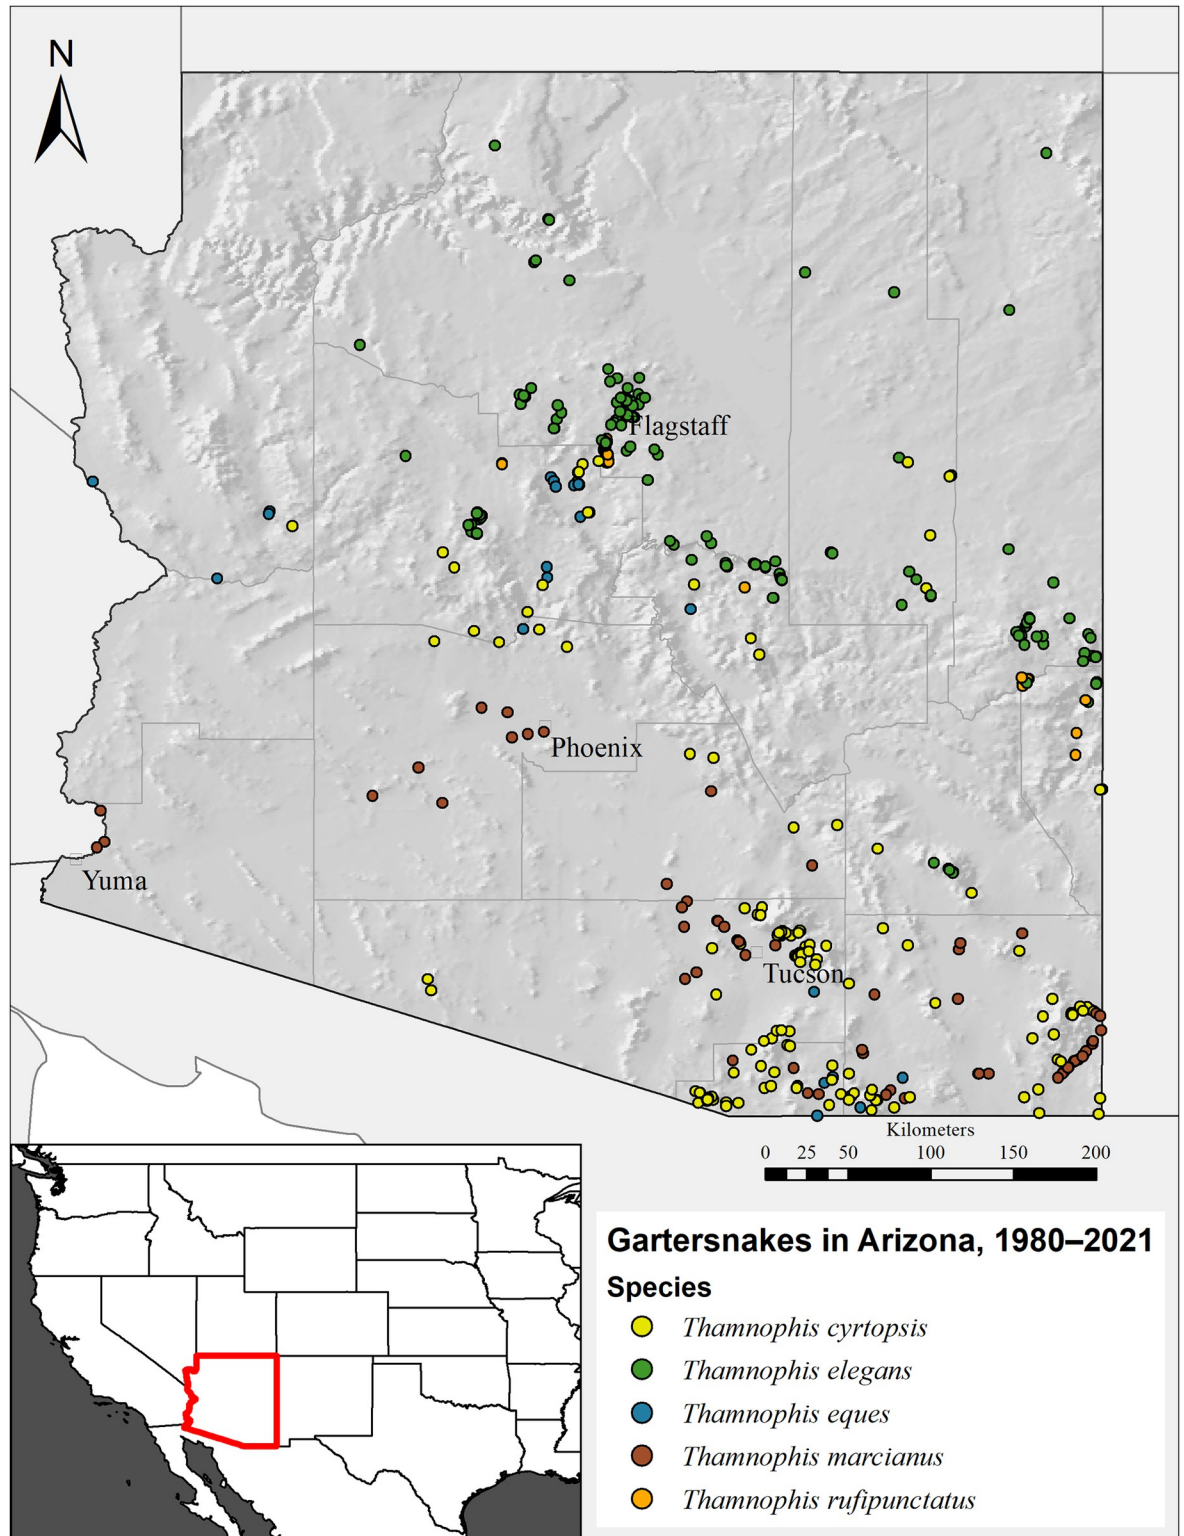 N
Flagstaff
Phoenix
Yuma
Tucson
Kilometers
0 25 50 100 150 200
Gartersnakes in Arizona, 1980–2021
Species
Thamnophis cyrtopsis
Thamnophis elegans
Thamnophis eques
Thamnophis marcianus
Thamnophis rufipunctatus